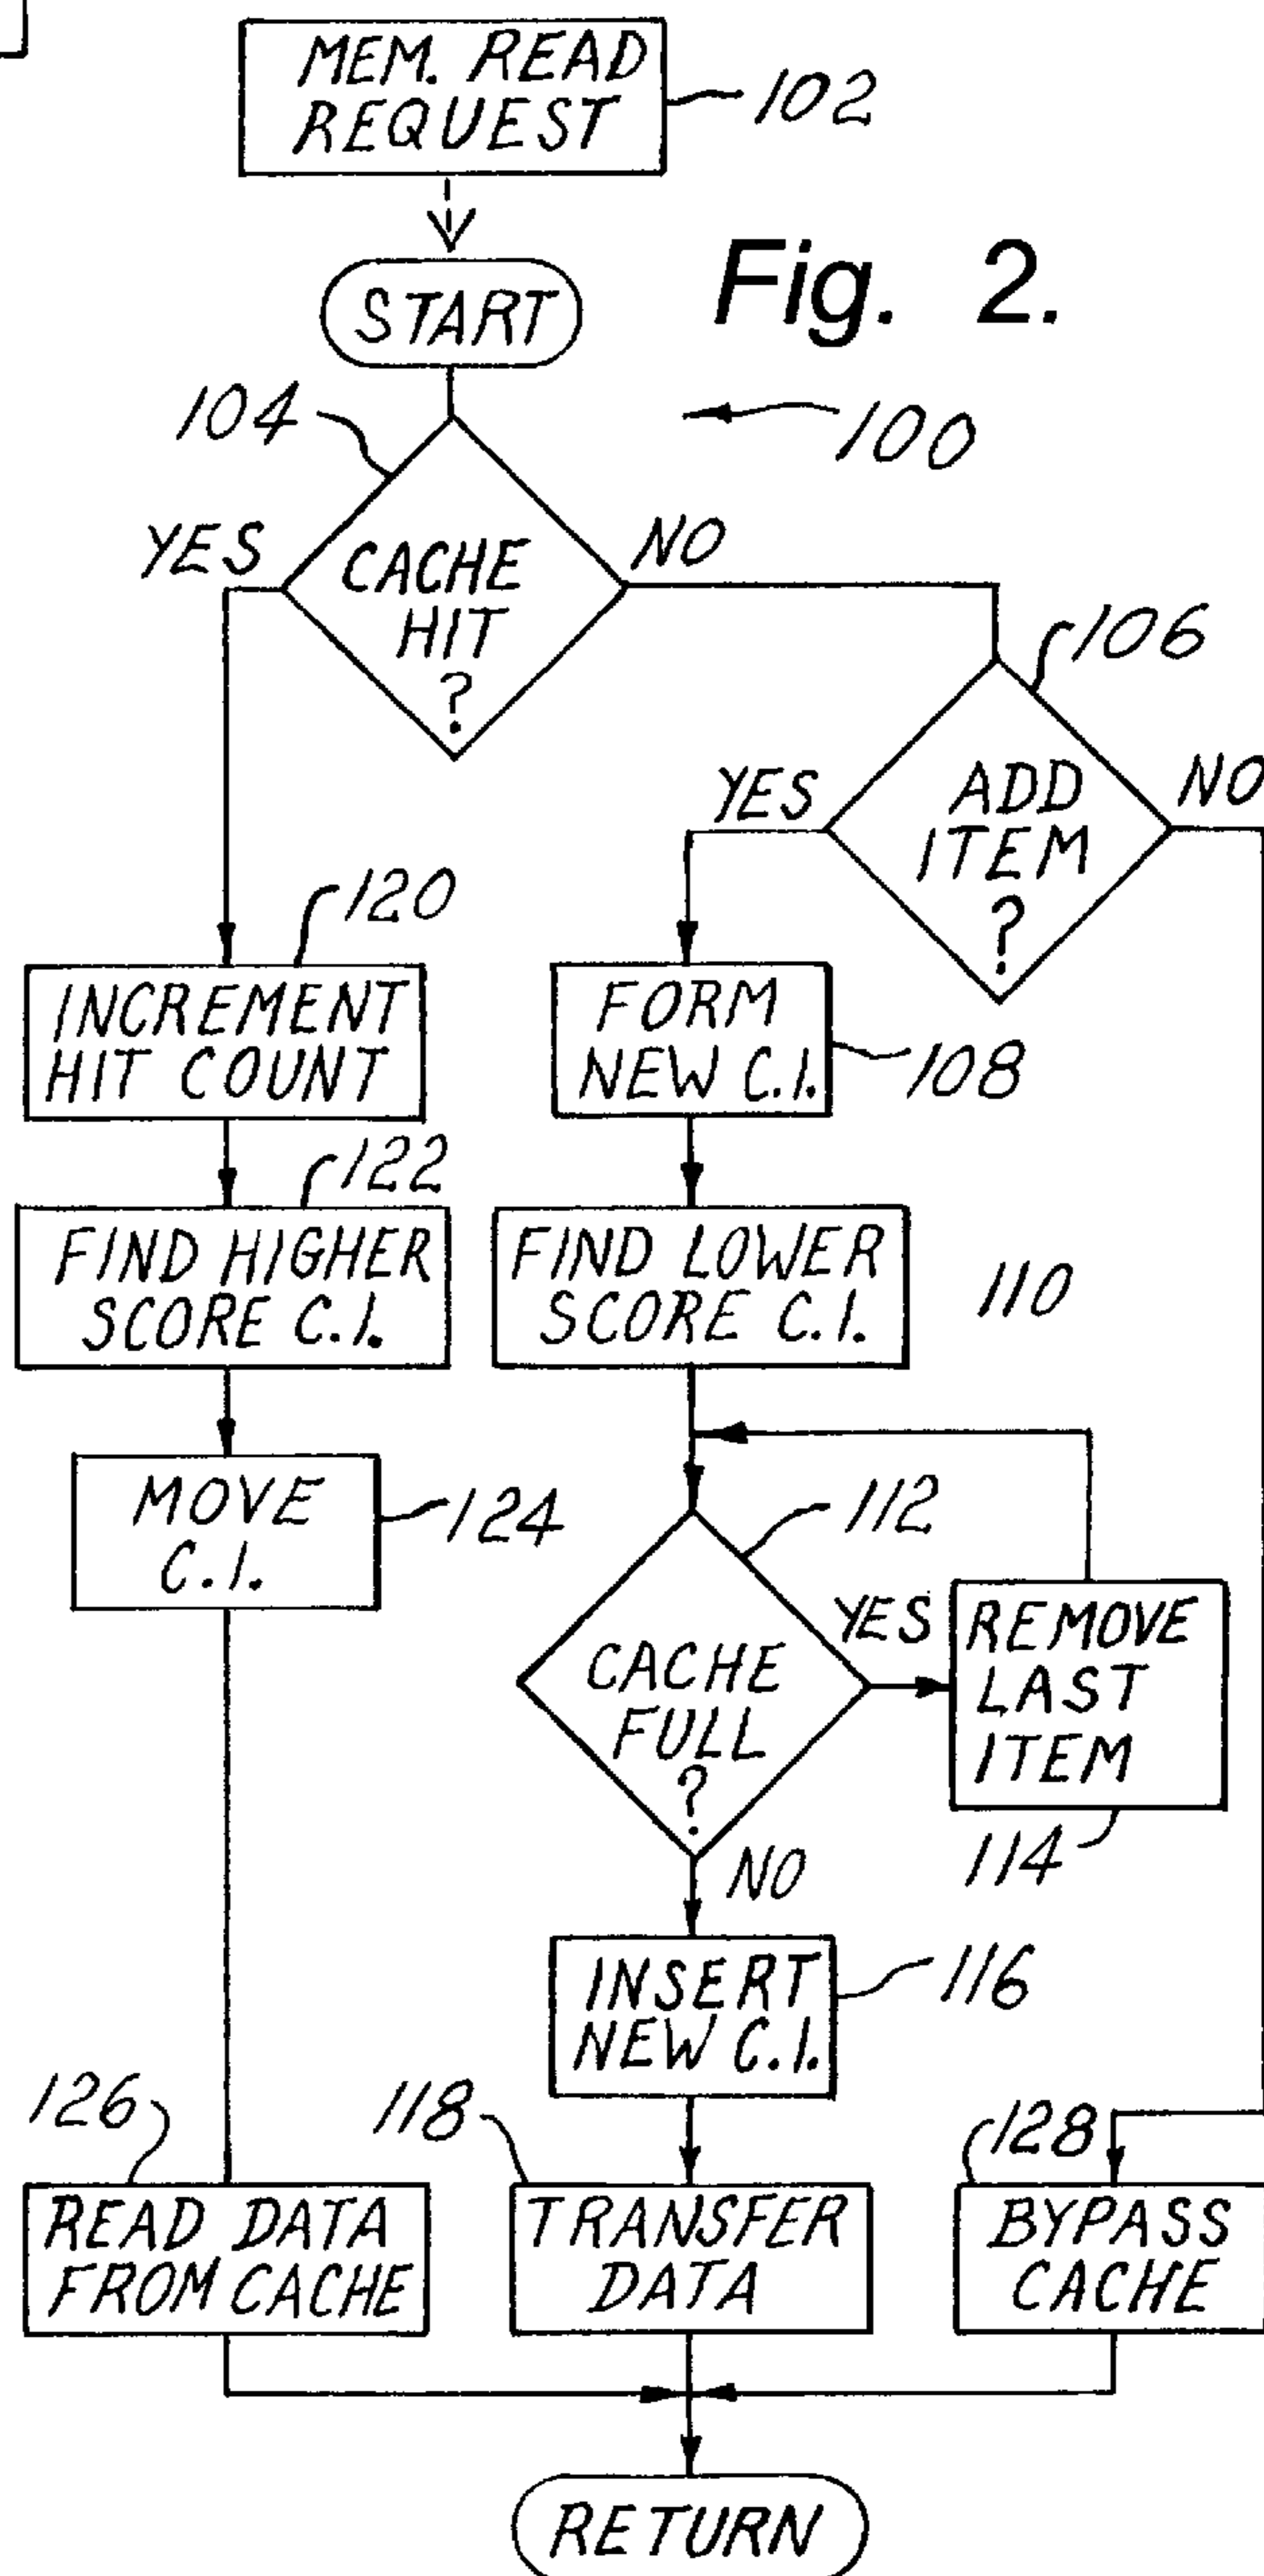 MEM. READ
REQUEST
102
START
Fig. 2.
100
104
CACHE
HIT
?
YES
NO
106
ADD
ITEM
?
YES
NO
120
INCREMENT
HIT COUNT
FORM
NEW C.I.
108
122
FIND HIGHER
SCORE C.I.
FIND LOWER
SCORE C.I.
110
MOVE
C.I.
124
112
CACHE
FULL
?
YES
REMOVE
LAST
ITEM
114
NO
INSERT
NEW C.I.
116
126
READ DATA
FROM CACHE
118
TRANSFER
DATA
128
BYPASS
CACHE
RETURN